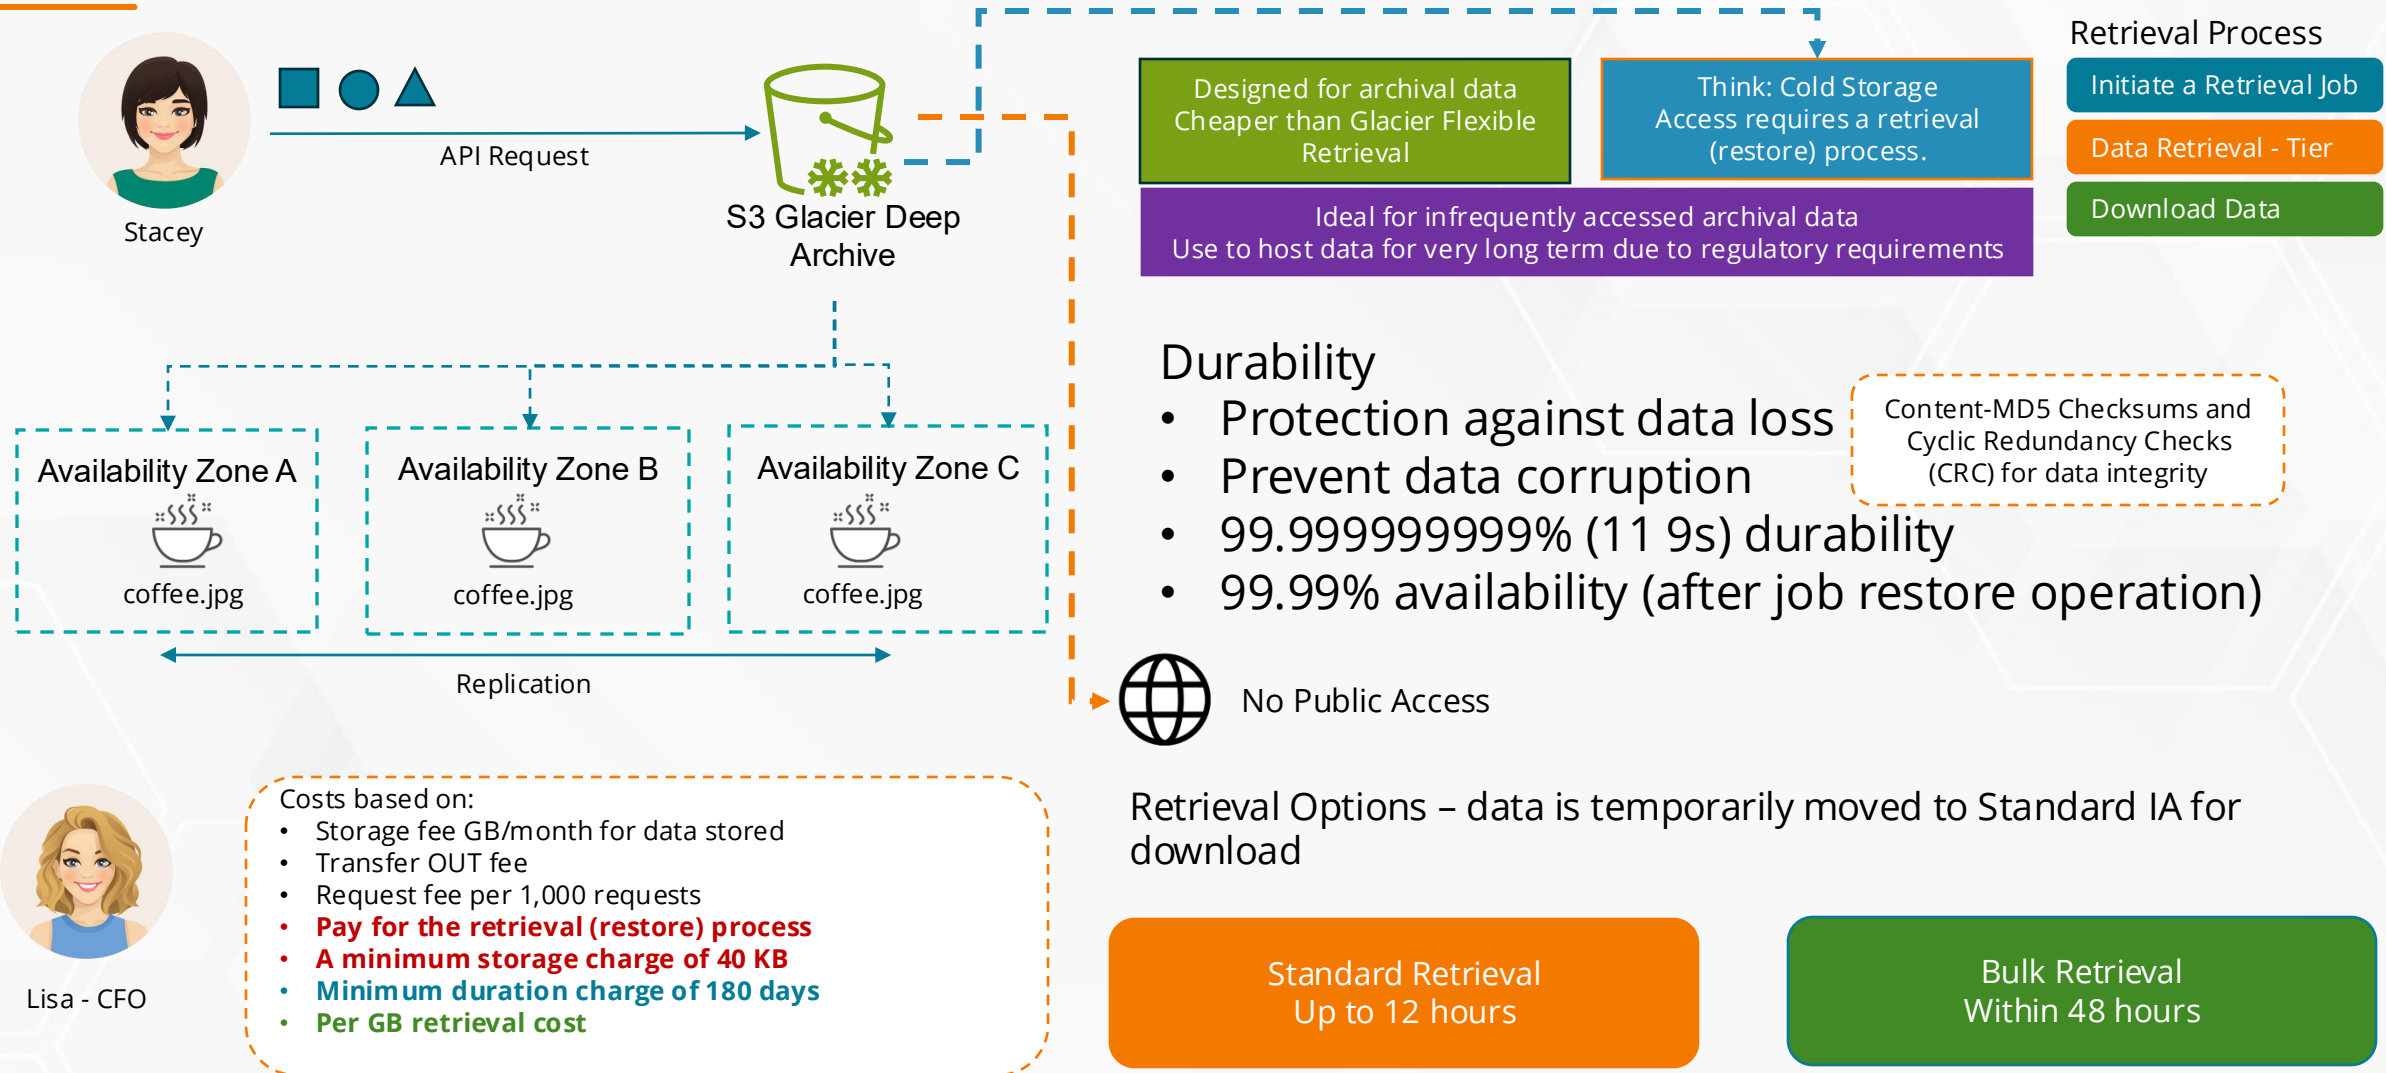 Stacey
API Request
S3 Glacier Deep
Archive
Designed for archival data
Cheaper than Glacier Flexible
Retrieval
Think: Cold Storage
Access requires a retrieval
(restore) process.
Ideal for infrequently accessed archival data
Use to host data for very long term due to regulatory requirements
Retrieval Process
Initiate a Retrieval Job
Data Retrieval - Tier
Download Data
Availability Zone A
coffee.jpg
Availability Zone B
coffee.jpg
Availability Zone C
coffee.jpg
Replication
Durability
• Protection against data loss
• Prevent data corruption
• 99.999999999% (11 9s) durability
• 99.99% availability (after job restore operation)
Content-MD5 Checksums and
Cyclic Redundancy Checks
(CRC) for data integrity
No Public Access
Lisa - CFO
Costs based on:
• Storage fee GB/month for data stored
• Transfer OUT fee
• Request fee per 1,000 requests
• Pay for the retrieval (restore) process
• A minimum storage charge of 40 KB
• Minimum duration charge of 180 days
• Per GB retrieval cost
Retrieval Options – data is temporarily moved to Standard IA for
download
Standard Retrieval
Up to 12 hours
Bulk Retrieval
Within 48 hours